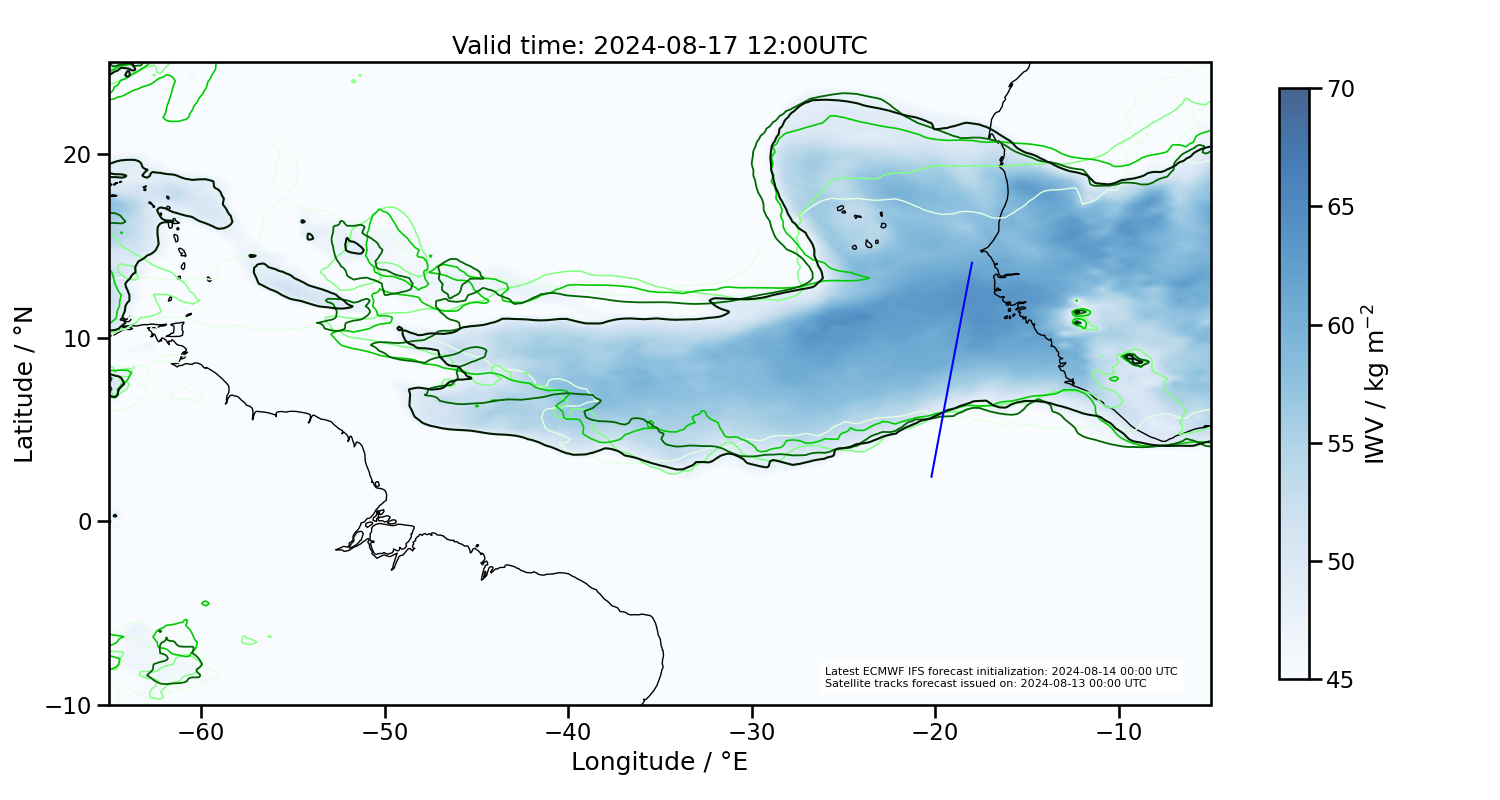 Valid time: 2024-08-17 12:00UTC
20
10
0
−10
Latitude / °N
−60
−50
−40
−30
−20
−10
Longitude / °E
Latest ECMWF IFS forecast initialization: 2024-08-14 00:00 UTC
Satellite tracks forecast issued on: 2024-08-13 00:00 UTC
70
65
60
55
50
45
IWV / kg m⁻²